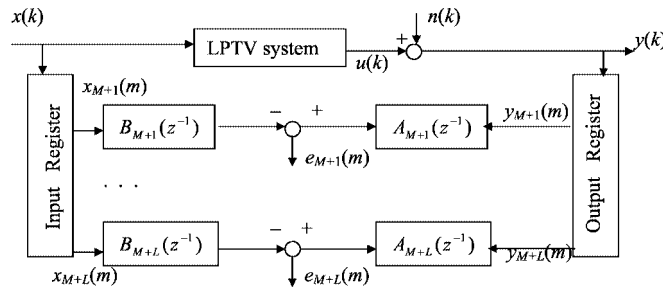 x(k)
n(k)
LPTV system
+
u(k)
y(k)
Input Register
x_{M+1}(m)
B_{M+1}(z^{-1})
− +
e_{M+1}(m)
A_{M+1}(z^{-1})
y_{M+1}(m)
Output Register
. . .
x_{M+L}(m)
B_{M+L}(z^{-1})
− +
e_{M+L}(m)
A_{M+L}(z^{-1})
y_{M+L}(m)